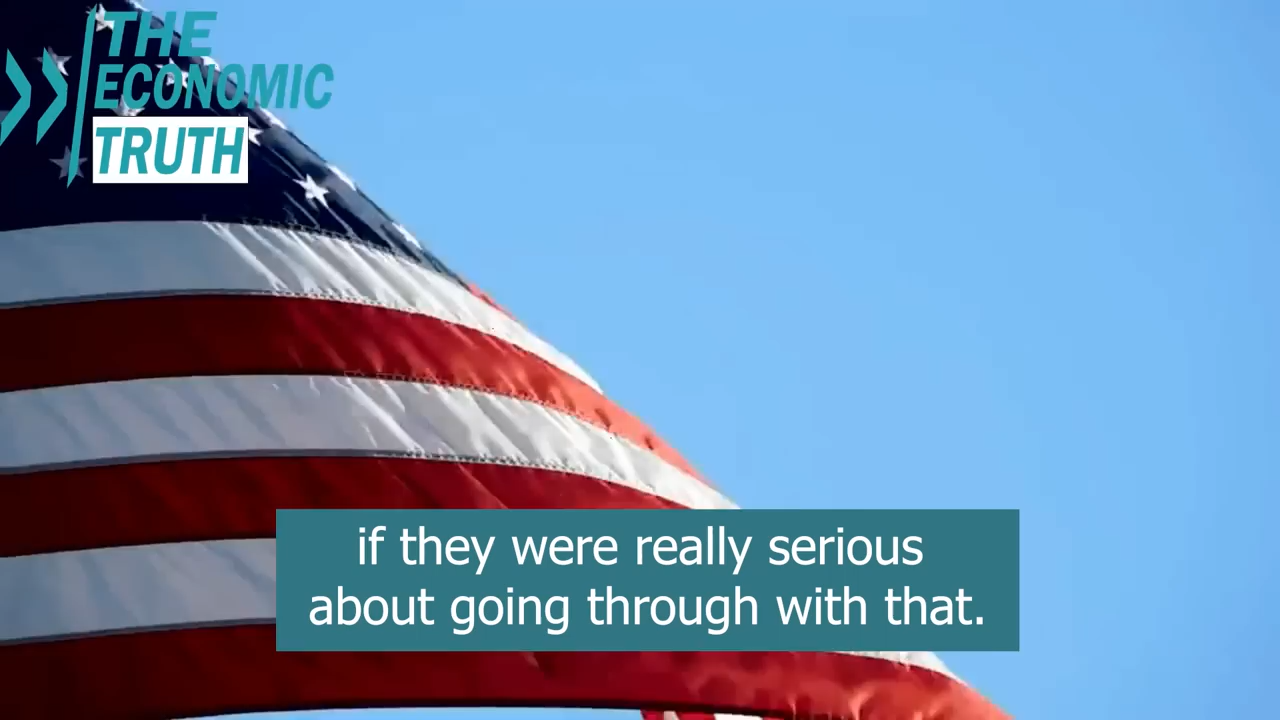 THE
ECONOMIC
TRUTH
if they were really serious
about going through with that.